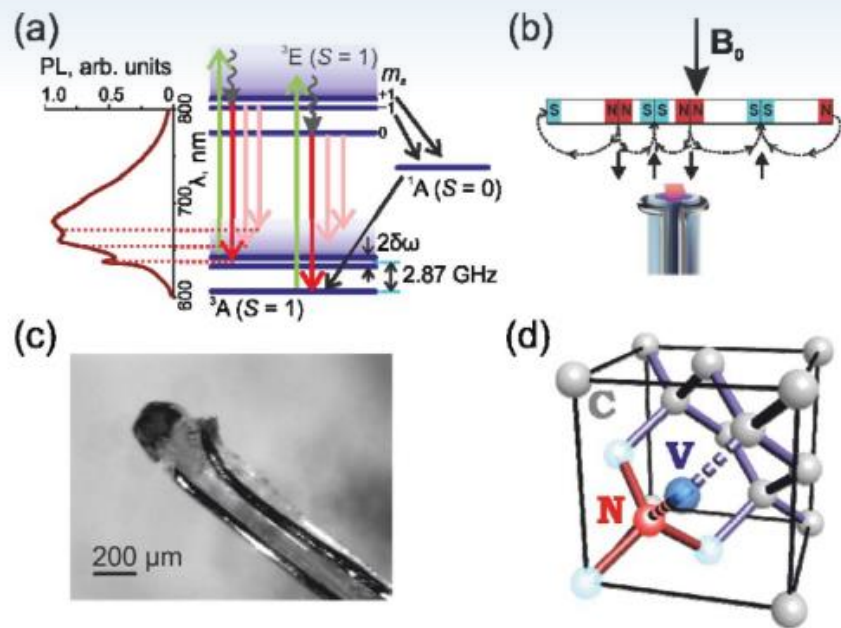 (a)
PL, arb. units
1.0 0.5 0
800
700
600
λ, nm
³E (S = 1)
mₛ
+1
−1
0
¹A (S = 0)
2δω
2.87 GHz
³A (S = 1)
(b)
B₀
S N N S S N N S S N
(c)
200 μm
(d)
C
V
N